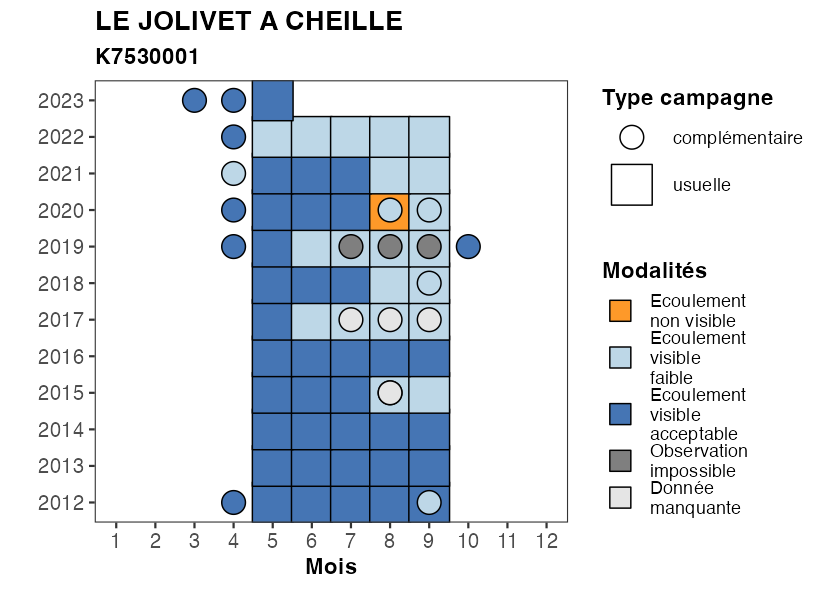 LE JOLIVET A CHEILLE
K7530001
2023
2022
2021
2020
2019
2018
2017
2016
2015
2014
2013
2012
1 2 3 4 5 6 7 8 9 10 11 12
Mois
Type campagne
complémentaire
usuelle
Modalités
Ecoulement
non visible
Ecoulement
visible
faible
Ecoulement
visible
acceptable
Observation
impossible
Donnée
manquante